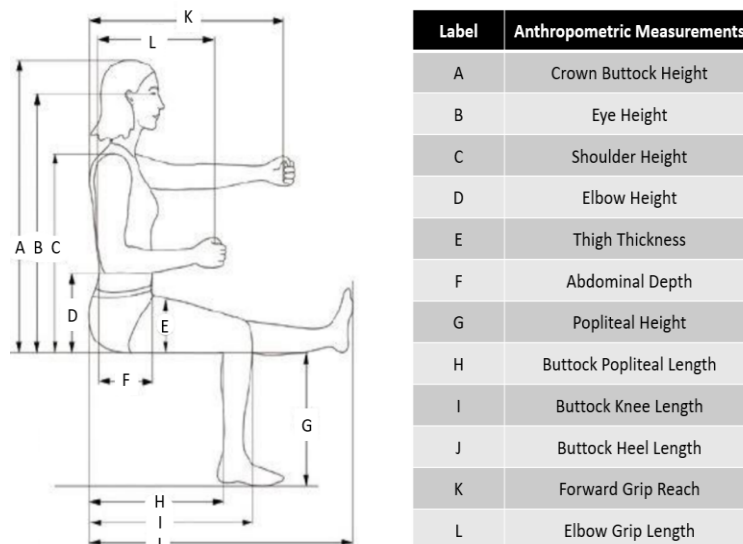 K
L
A
B
C
D
E
F
G
H
I
Label Anthropometric Measurements
A Crown Buttock Height
B Eye Height
C Shoulder Height
D Elbow Height
E Thigh Thickness
F Abdominal Depth
G Popliteal Height
H Buttock Popliteal Length
I Buttock Knee Length
J Buttock Heel Length
K Forward Grip Reach
L Elbow Grip Length